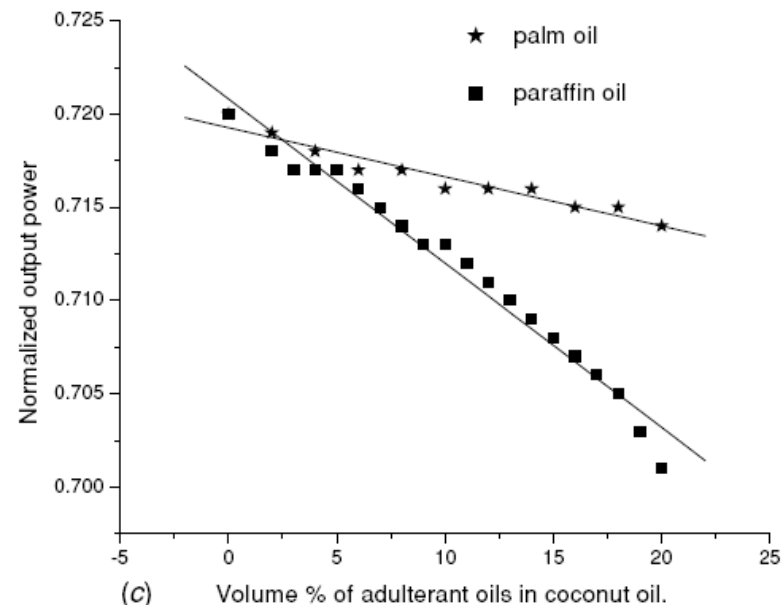 0.725
palm oil
paraffin oil
0.720
0.715
0.710
0.705
0.700
Normalized output power
-5 0 5 10 15 20 25
(c) Volume % of adulterant oils in coconut oil.